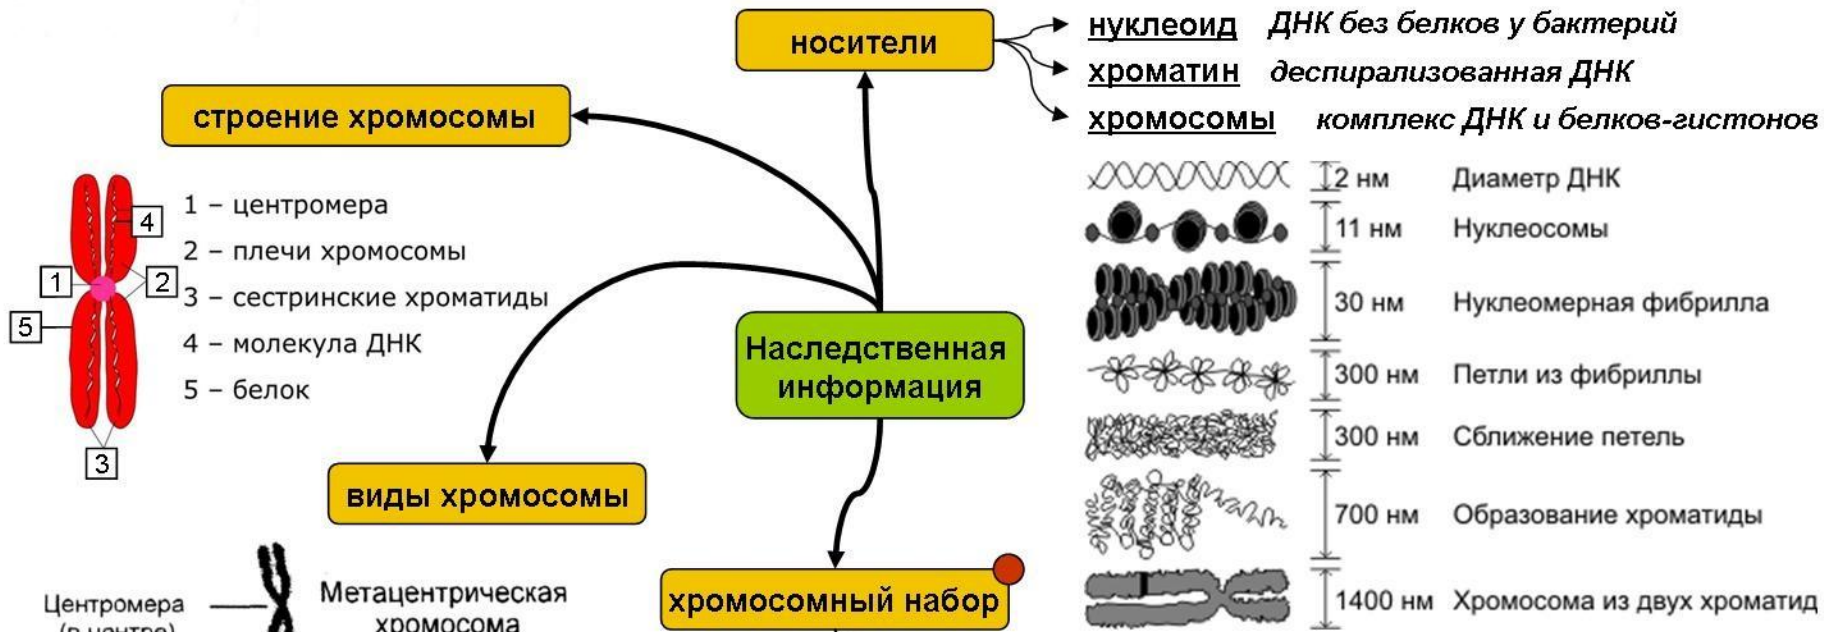 носители
нуклеоид ДНК без белков у бактерий
хроматин деспирализованная ДНК
хромосомы комплекс ДНК и белков-гистонов
строение хромосомы
1 – центромера
2 – плечи хромосомы
3 – сестринские хроматиды
4 – молекула ДНК
5 – белок
4
1
2
5
3
Наследственная
информация
виды хромосомы
хромосомный набор
2 нм Диаметр ДНК
11 нм Нуклеосомы
30 нм Нуклеомерная фибрилла
300 нм Петли из фибриллы
300 нм Сближение петель
700 нм Образование хроматиды
1400 нм Хромосома из двух хроматид
Центромера
(в центре)
Метацентрическая
хромосома